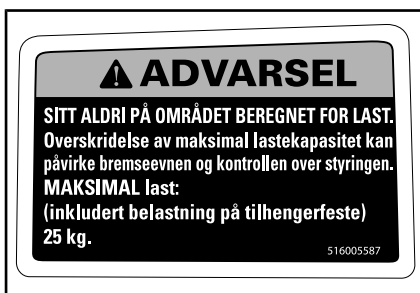 ADVARSEL
SITT ALDRI PÅ OMRÅDET BEREGNET FOR LAST.
Overskridelse av maksimal lastekapasitet kan
påvirke bremseevnen og kontrollen over styringen.
MAKSIMAL last:
(inkludert belastning på tilhengerfeste)
25 kg.
516005587